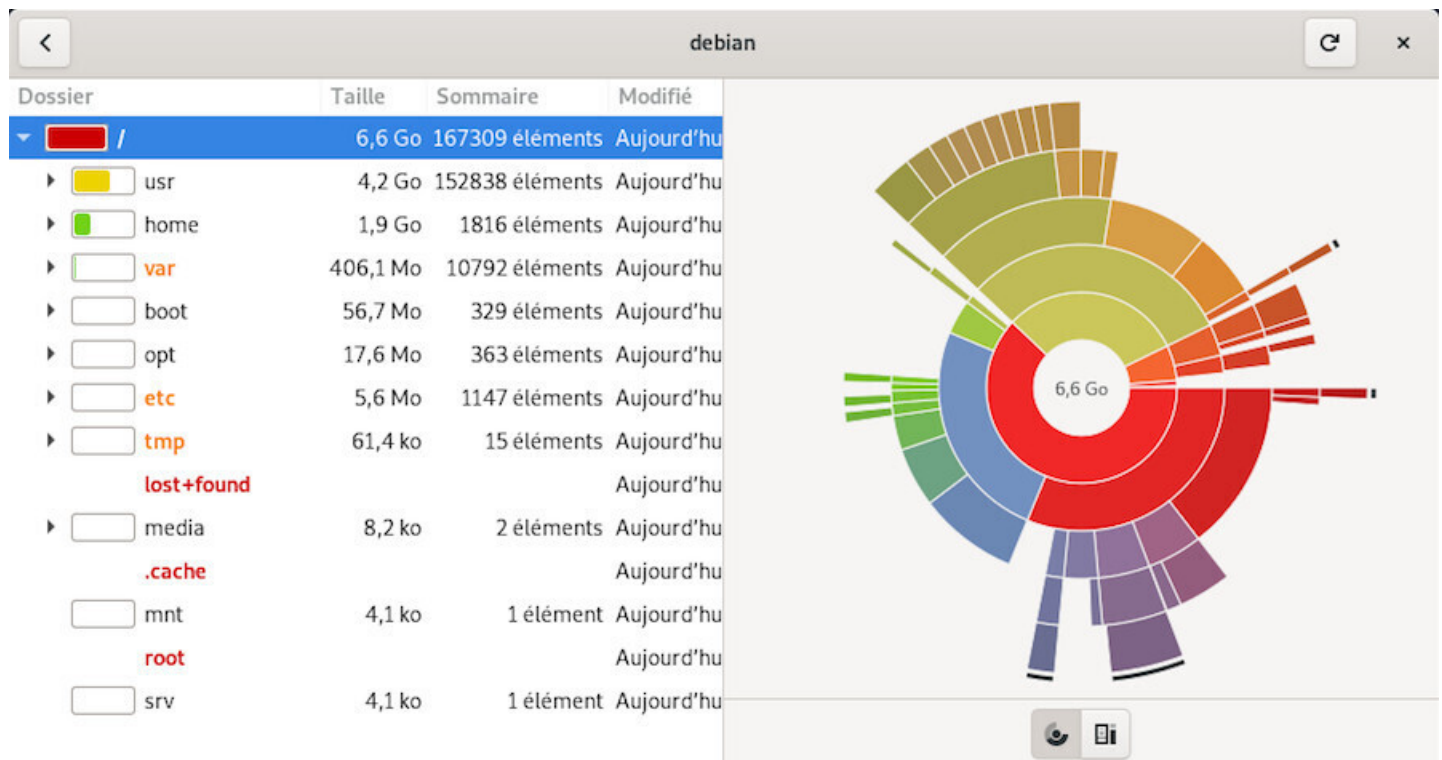 debian
Dossier Taille Sommaire Modifié
/ 6,6 Go 167309 éléments Aujourd'hu
usr 4,2 Go 152838 éléments Aujourd'hu
home 1,9 Go 1816 éléments Aujourd'hu
var 406,1 Mo 10792 éléments Aujourd'hu
boot 56,7 Mo 329 éléments Aujourd'hu
opt 17,6 Mo 363 éléments Aujourd'hu
etc 5,6 Mo 1147 éléments Aujourd'hu
tmp 61,4 ko 15 éléments Aujourd'hu
lost+found Aujourd'hu
media 8,2 ko 2 éléments Aujourd'hu
.cache Aujourd'hu
mnt 4,1 ko 1 élément Aujourd'hu
root Aujourd'hu
srv 4,1 ko 1 élément Aujourd'hu
6,6 Go